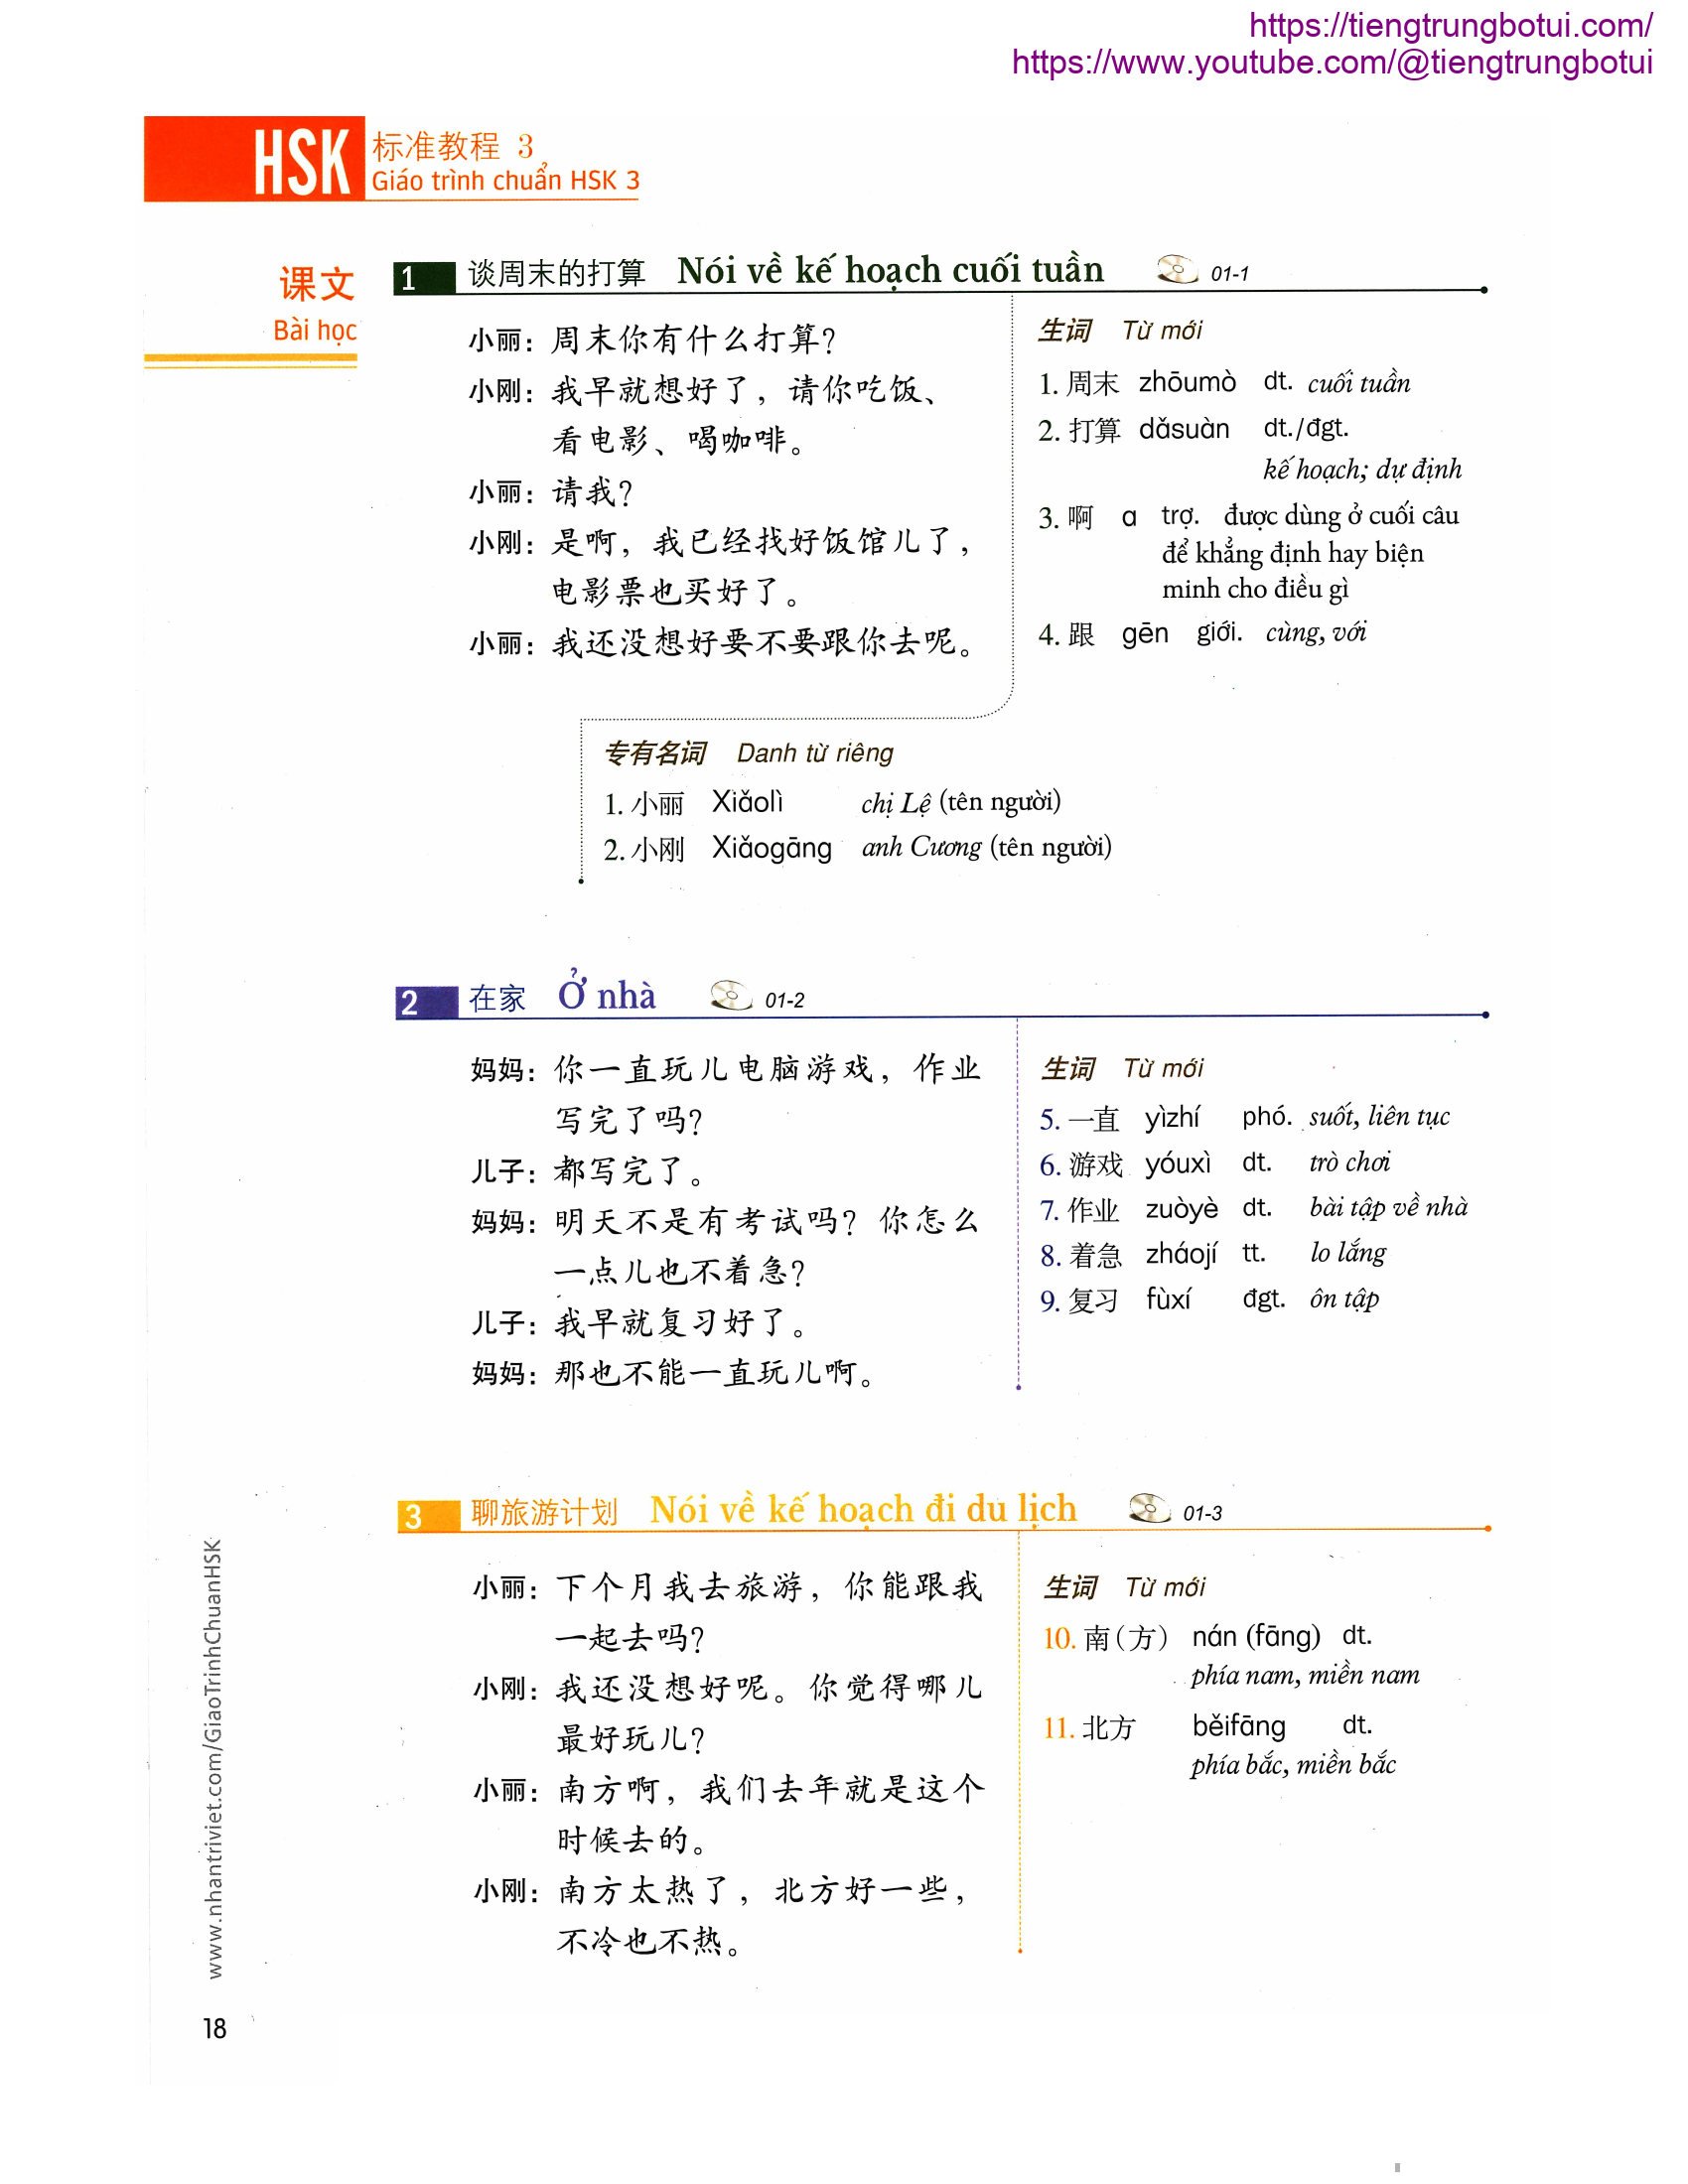 https://tiengtrungbotui.com/
https://www.youtube.com/@tiengtrungbotui
HSK 标准教程 3
Giáo trình chuẩn HSK 3
课文
Bài học
1 谈周末的打算 Nói về kế hoạch cuối tuần 01-1
小丽：周末你有什么打算？
小刚：我早就想好了，请你吃饭、
看电影、喝咖啡。
小丽：请我？
小刚：是啊，我已经找好饭馆儿了，
电影票也买好了。
小丽：我还没想好要不要跟你去呢。
生词 Từ mới
1. 周末 zhōumò dt. cuối tuần
2. 打算 dǎsuàn dt./đgt.
kế hoạch; dự định
3. 啊 a trợ. được dùng ở cuối câu
để khẳng định hay biện
minh cho điều gì
4. 跟 gēn giới. cùng, với
专有名词 Danh từ riêng
1. 小丽 Xiǎolì chị Lệ (tên người)
2. 小刚 Xiǎogāng anh Cương (tên người)
2 在家 Ở nhà 01-2
妈妈：你一直玩儿电脑游戏，作业
写完了吗？
儿子：都写完了。
妈妈：明天不是有考试吗？你怎么
一点儿也不着急？
儿子：我早就复习好了。
妈妈：那也不能一直玩儿啊。
生词 Từ mới
5. 一直 yìzhí phó. suốt, liên tục
6. 游戏 yóuxì dt. trò chơi
7. 作业 zuòyè dt. bài tập về nhà
8. 着急 zháojí tt. lo lắng
9. 复习 fùxí đgt. ôn tập
3 聊旅游计划 Nói về kế hoạch đi du lịch 01-3
小丽：下个月我去旅游，你能跟我
一起去吗？
小刚：我还没想好呢。你觉得哪儿
最好玩儿？
小丽：南方啊，我们去年就是这个
时候去的。
小刚：南方太热了，北方好一些，
不冷也不热。
生词 Từ mới
10. 南（方） nán (fāng) dt.
phía nam, miền nam
11. 北方 běifāng dt.
phía bắc, miền bắc
www.nhantriviet.com/GiaoTrinhChuanHSK
18